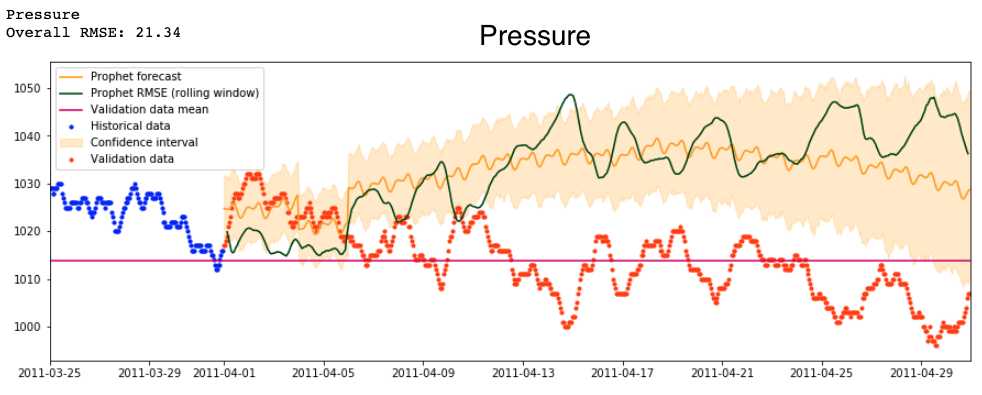 Pressure
Overall RMSE: 21.34
Pressure
Prophet forecast
Prophet RMSE (rolling window)
Validation data mean
Historical data
Confidence interval
Validation data
1050
1040
1030
1020
1010
1000
2011-03-25 2011-03-29 2011-04-01 2011-04-05 2011-04-09 2011-04-13 2011-04-17 2011-04-21 2011-04-25 2011-04-29